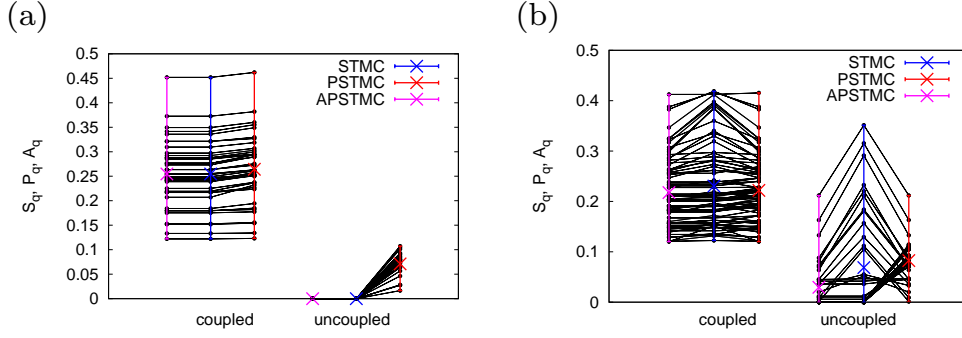 (a)
S_q, P_q, A_q
0.5
0.45
0.4
0.35
0.3
0.25
0.2
0.15
0.1
0.05
0
STMC
PSTMC
APSTMC
coupled uncoupled
(b)
S_q, P_q, A_q
0.5
0.4
0.3
0.2
0.1
0
STMC
PSTMC
APSTMC
coupled uncoupled